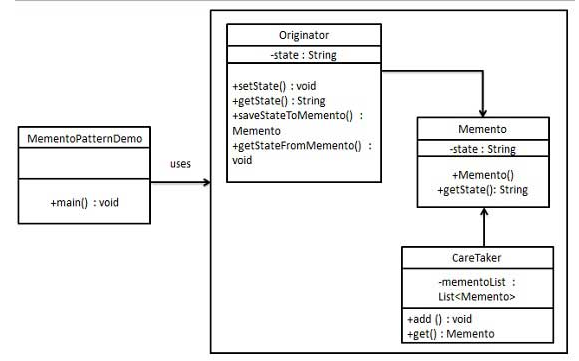 Originator
-state : String
+setState() : void
+getState() : String
+saveStateToMemento() :
Memento
+getStateFromMemento() :
void
MementoPatternDemo
+main() : void
uses
Memento
-state : String
+Memento()
+getState(): String
CareTaker
-mementoList :
List<Memento>
+add () : void
+get() : Memento